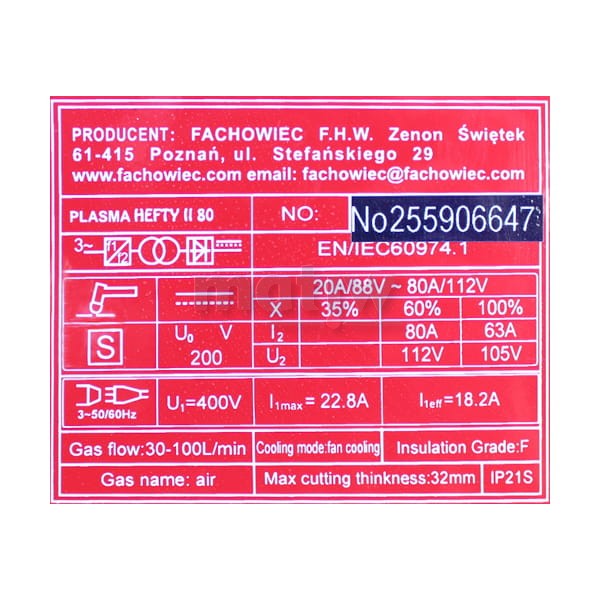 PRODUCENT: FACHOWIEC F.H.W. Zenon Świętek
61-415 Poznań, ul. Stefańskiego 29
www.fachowiec.com email: fachowiec@fachowiec.com
PLASMA HEFTY II 80 NO: No255906647
3~ f1 f2 EN/IEC60974.1
20A/88V ~ 80A/112V
X 35% 60% 100%
S U₀ V I₂ 80A 63A
200 U₂ 112V 105V
3~50/60Hz U₁=400V I₁max= 22.8A I₁eff=18.2A
Gas flow:30-100L/min Cooling mode:fan cooling Insulation Grade:F
Gas name: air Max cutting thinkness:32mm IP21S